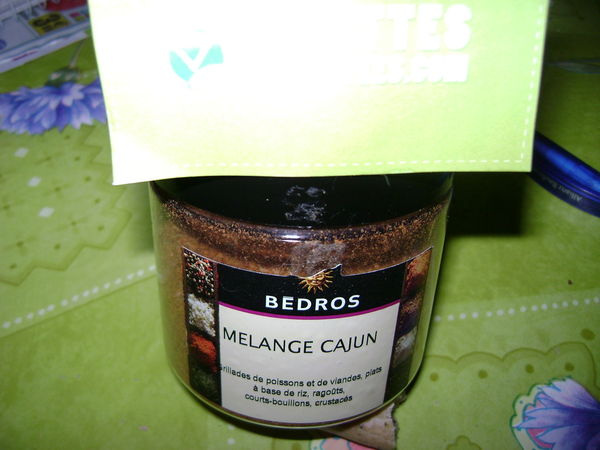 BEDROS
MELANGE CAJUN
grillades de poissons et de viandes, plats
à base de riz, ragoûts,
courts-bouillons, crustacés